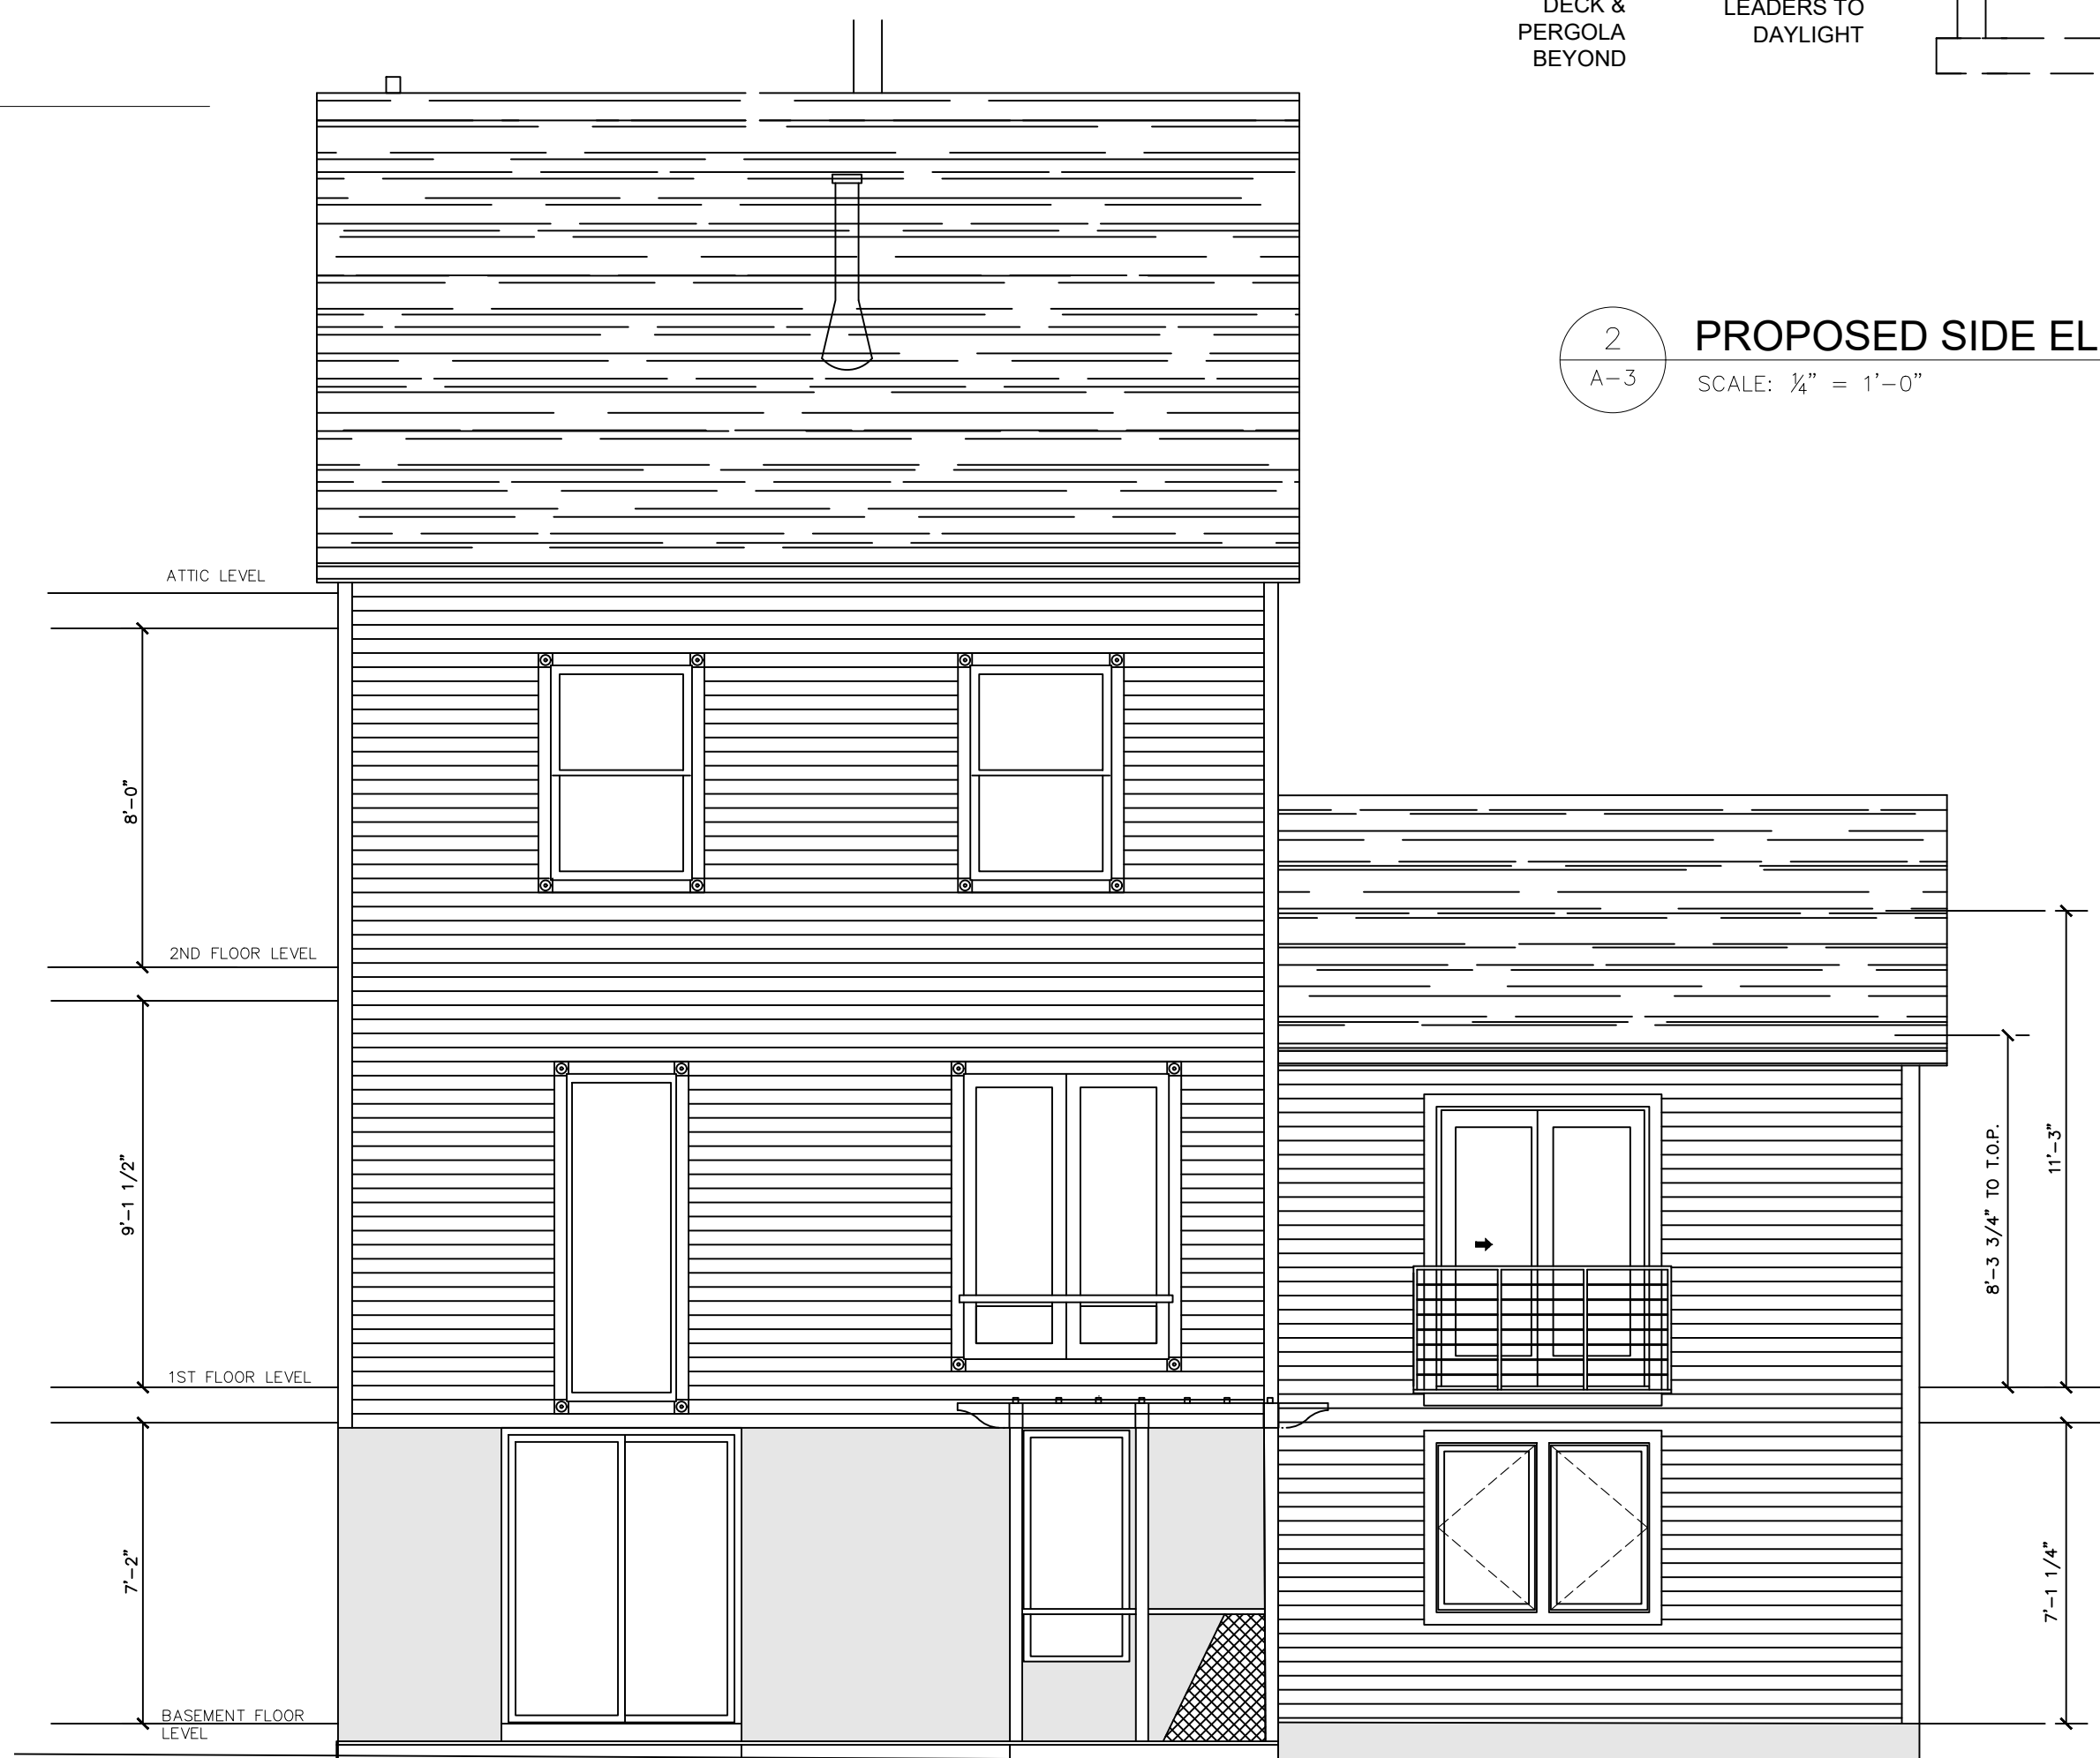 DECK &
PERGOLA
BEYOND
LEADERS TO
DAYLIGHT
2
A-3
PROPOSED SIDE EL
SCALE: ¼" = 1'-0"
ATTIC LEVEL
8'-0"
2ND FLOOR LEVEL
9'-1 1/2"
1ST FLOOR LEVEL
7'-2"
BASEMENT FLOOR
LEVEL
8'-3 3/4" TO T.O.P.
11'-3"
7'-1 1/4"